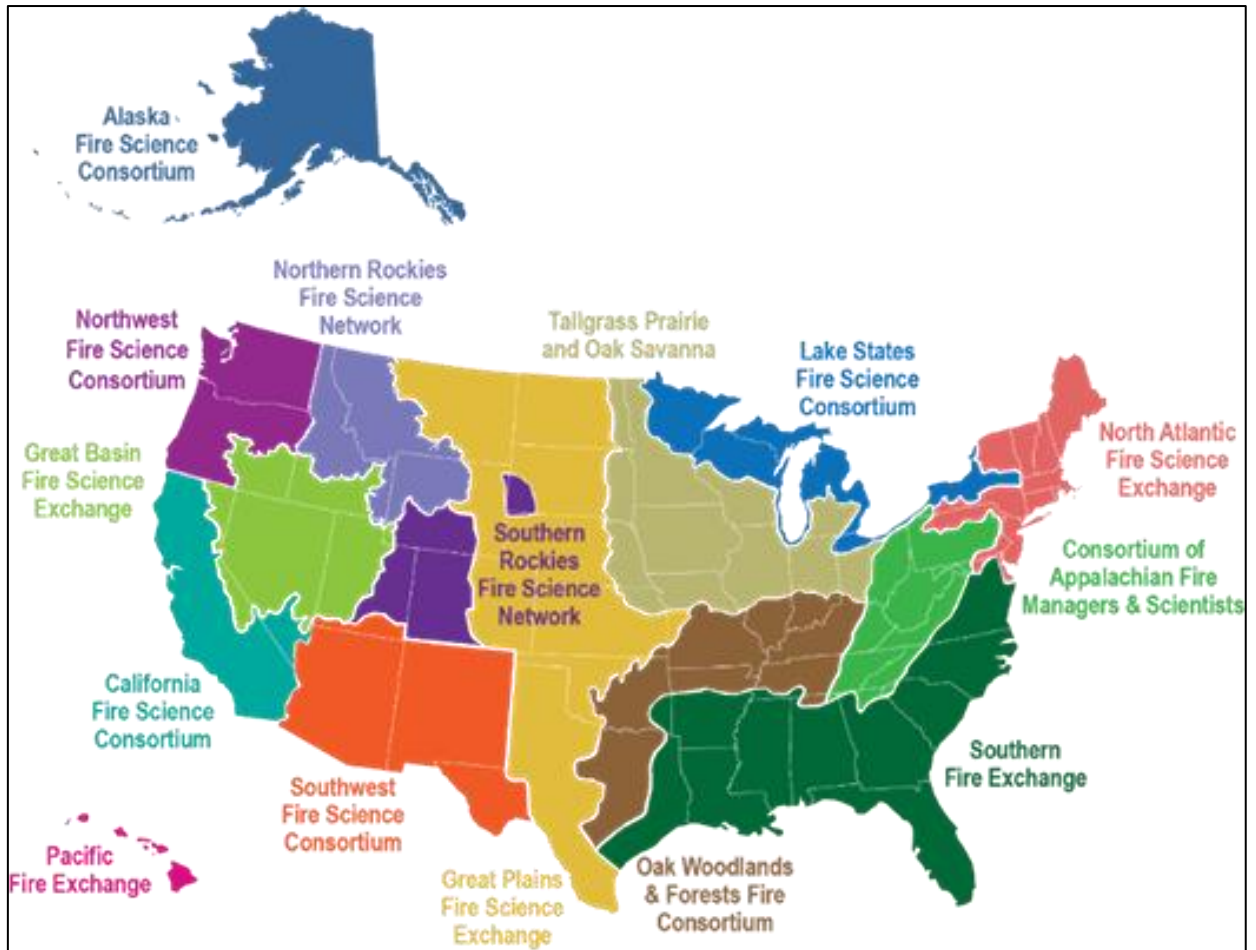 Alaska
Fire Science
Consortium
Northern Rockies
Fire Science
Network
Northwest
Fire Science
Consortium
Tallgrass Prairie
and Oak Savanna
Lake States
Fire Science
Consortium
Great Basin
Fire Science
Exchange
North Atlantic
Fire Science
Exchange
Southern
Rockies
Fire Science
Network
Consortium of
Appalachian Fire
Managers & Scientists
California
Fire Science
Consortium
Southern
Fire Exchange
Southwest
Fire Science
Consortium
Pacific
Fire Exchange
Great Plains
Fire Science
Exchange
Oak Woodlands
& Forests Fire
Consortium